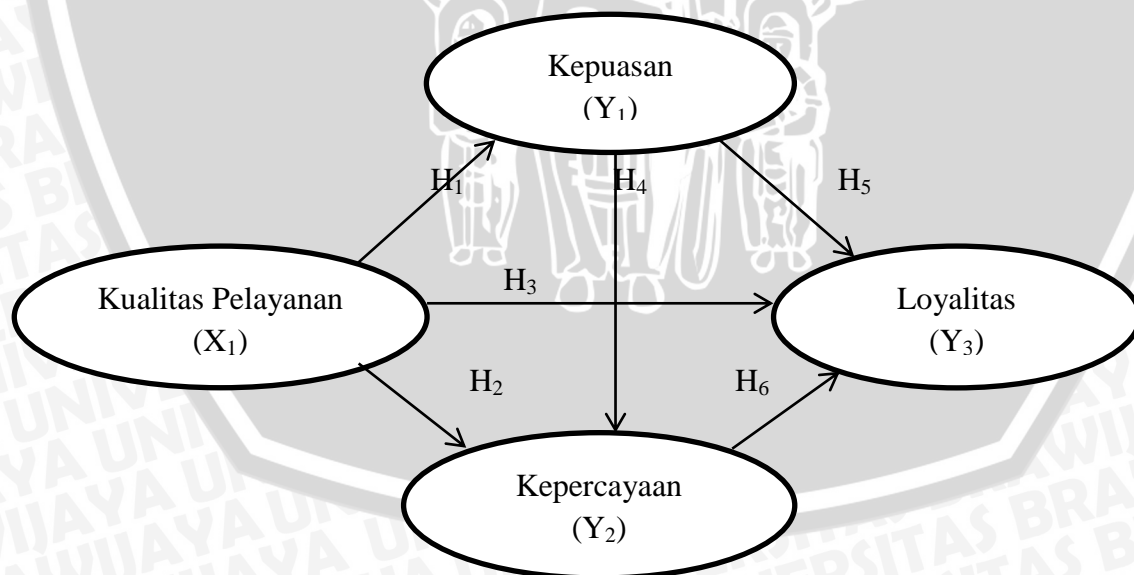 Kepuasan
(Y₁)
H₁
H₄
H₅
Kualitas Pelayanan
(X₁)
H₃
Loyalitas
(Y₃)
H₂
H₆
Kepercayaan
(Y₂)